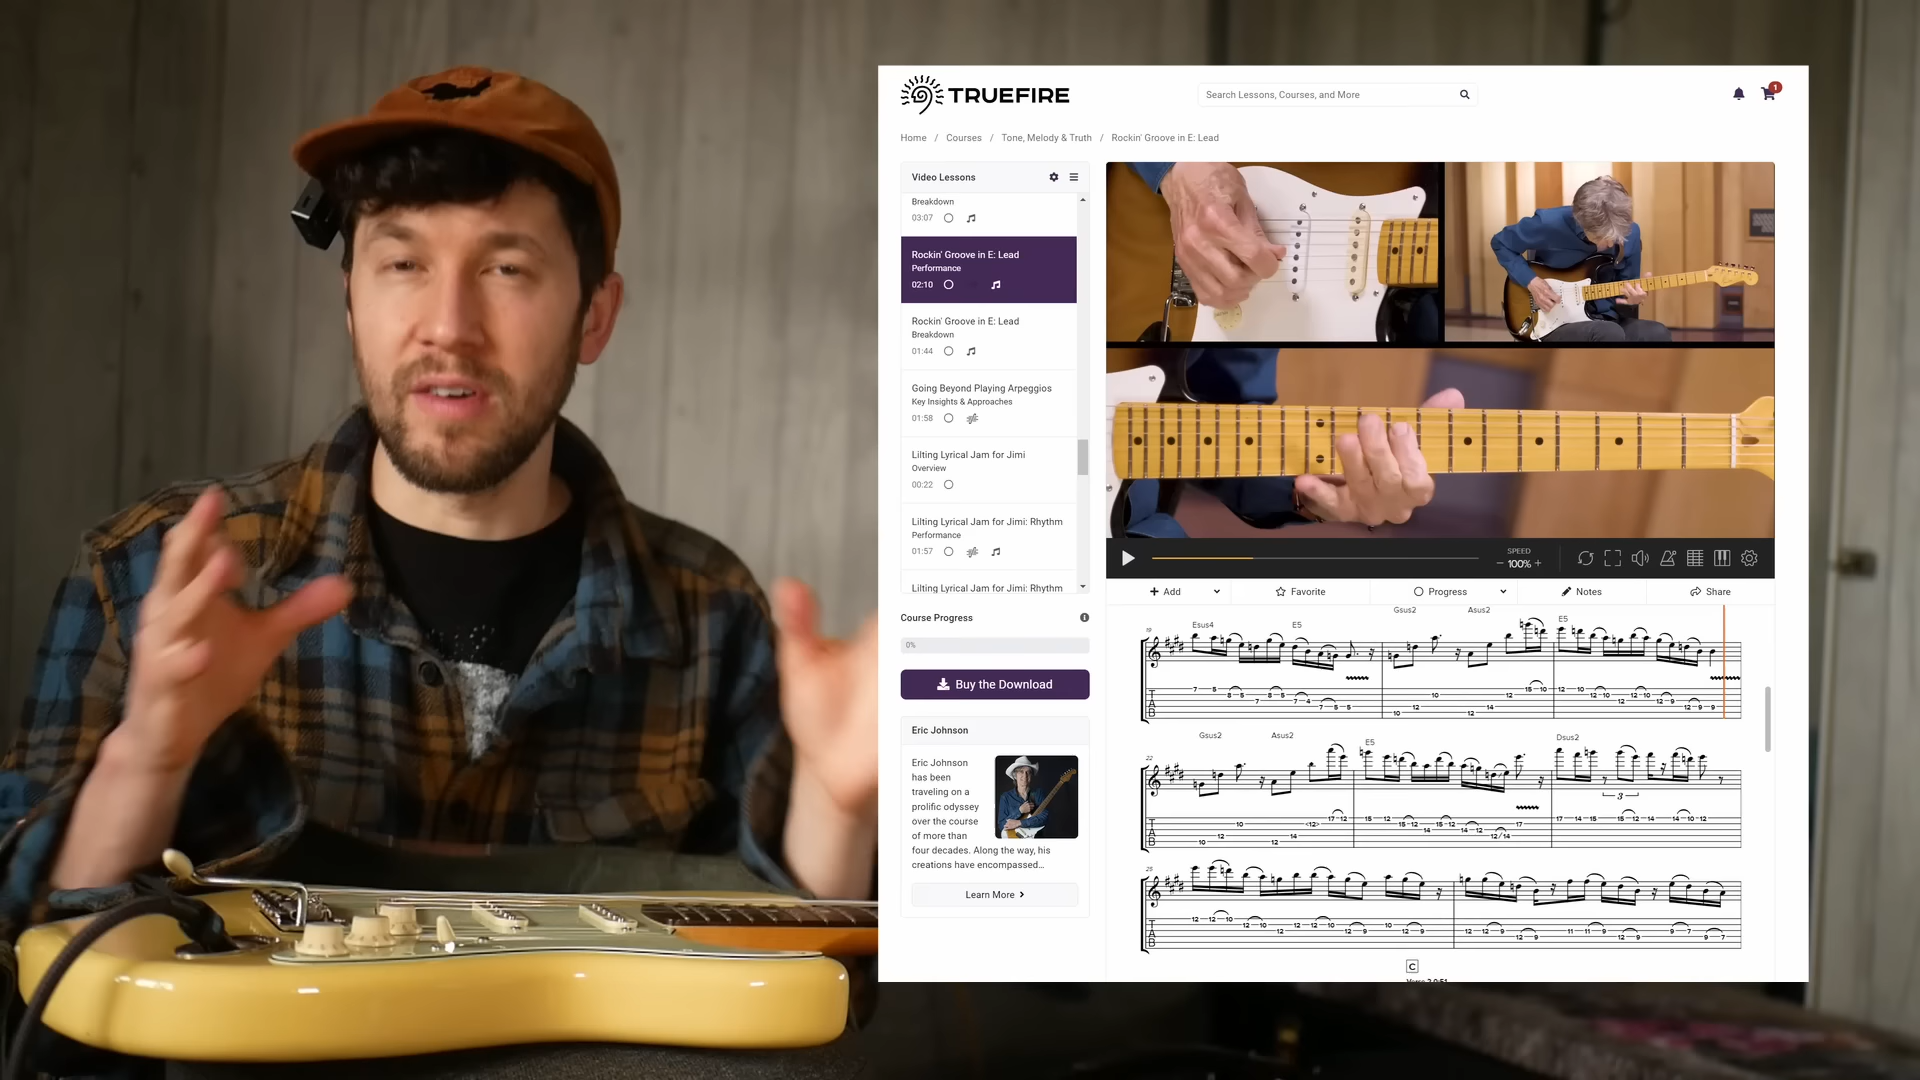 TRUEFIRE
Search Lessons, Courses, and More
1
Home / Courses / Tone, Melody & Truth / Rockin' Groove in E: Lead
Video Lessons
Breakdown
03:07
Rockin' Groove in E: Lead
Performance
02:10
Rockin' Groove in E: Lead
Breakdown
01:44
Going Beyond Playing Arpeggios
Key Insights & Approaches
01:58
Lilting Lyrical Jam for Jimi
Overview
00:22
Lilting Lyrical Jam for Jimi: Rhythm
Performance
01:57
Lilting Lyrical Jam for Jimi: Rhythm
Course Progress
0%
Buy the Download
Eric Johnson
Eric Johnson
has been
traveling on a
prolific odyssey
over the course
of more than
four decades. Along the way, his
creations have encompassed...
Learn More
SPEED
− 100% +
Add
Favorite
Progress
Notes
Share
Esus4 E5 Gsus2 Asus2 E5
19
Gsus2 Asus2 E5 Dsus2
22
3
25
C